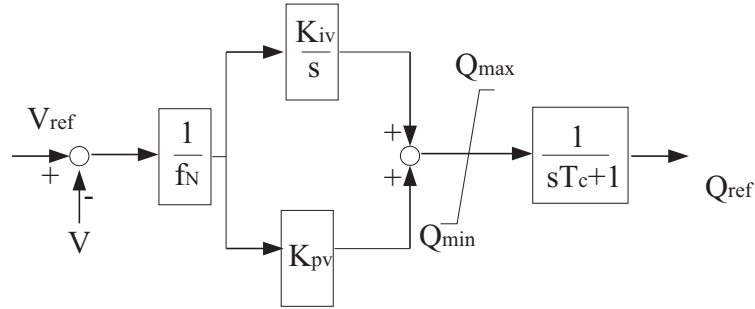 Kiv
s
Qmax
Vref
1
fN
+
+
+
-
V
Kpv
Qmin
1
sTc+1
Qref